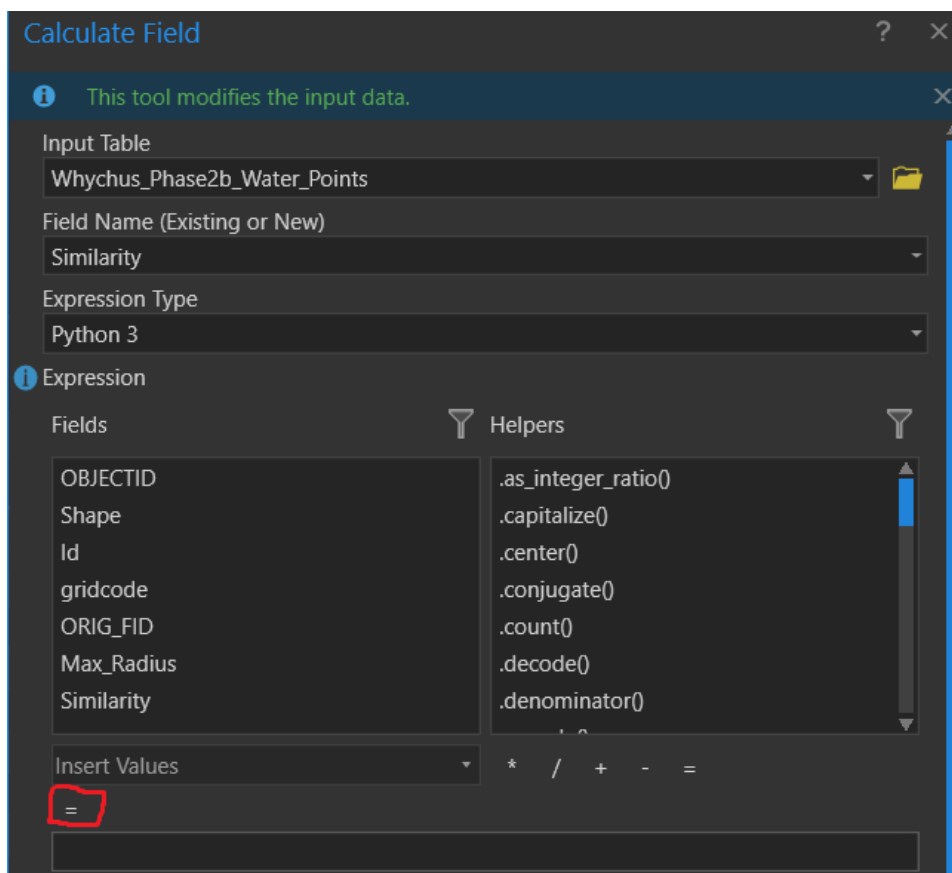 Calculate Field ? ×
This tool modifies the input data. ×
Input Table
Whychus_Phase2b_Water_Points
Field Name (Existing or New)
Similarity
Expression Type
Python 3
Expression
Fields
Helpers
OBJECTID
Shape
Id
gridcode
ORIG_FID
Max_Radius
Similarity
.as_integer_ratio()
.capitalize()
.center()
.conjugate()
.count()
.decode()
.denominator()
Insert Values
* / + - =
=